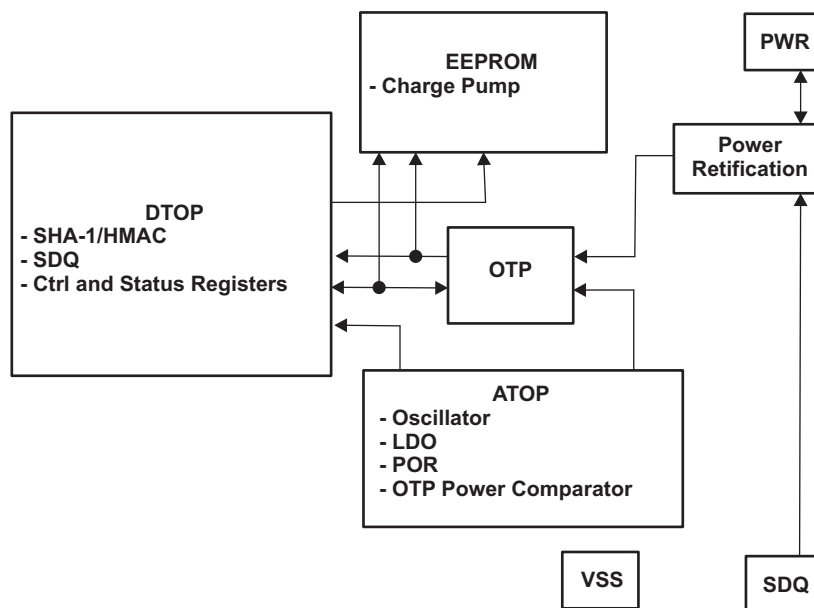 EEPROM
- Charge Pump
PWR
Power
Retification
DTOP
- SHA-1/HMAC
- SDQ
- Ctrl and Status Registers
OTP
ATOP
- Oscillator
- LDO
- POR
- OTP Power Comparator
VSS
SDQ